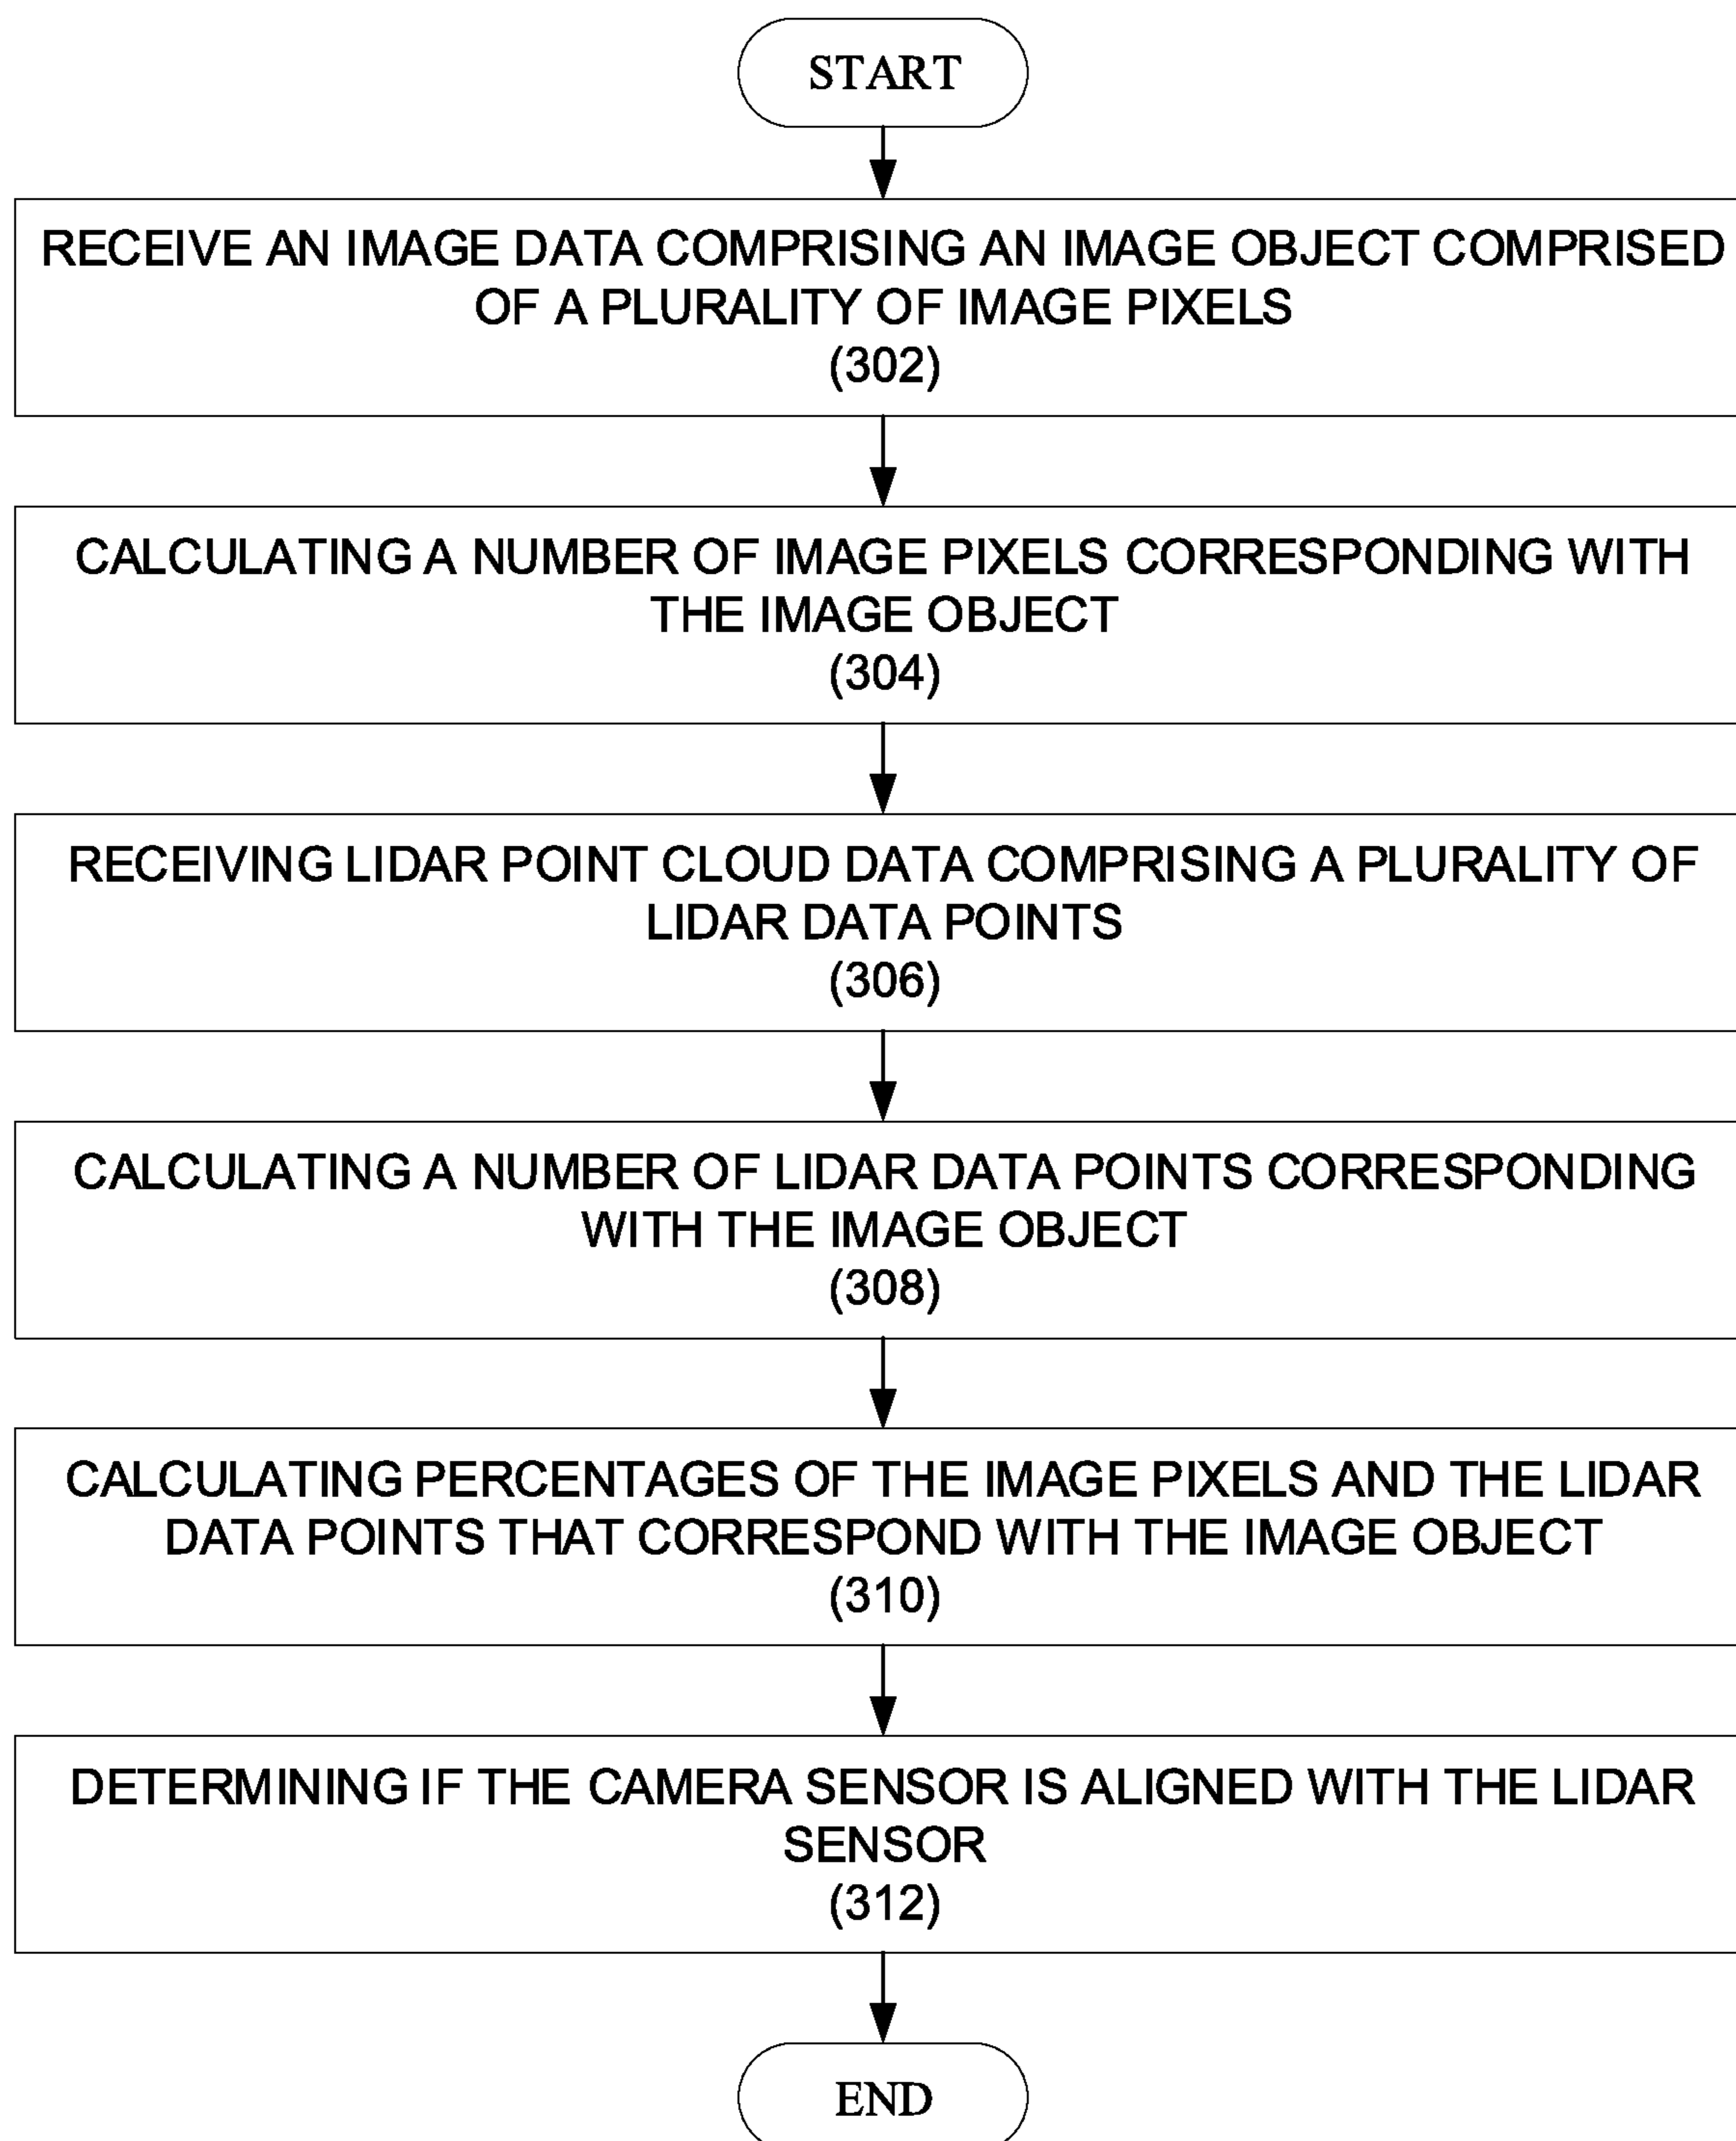 START
RECEIVE AN IMAGE DATA COMPRISING AN IMAGE OBJECT COMPRISED
OF A PLURALITY OF IMAGE PIXELS
(302)
CALCULATING A NUMBER OF IMAGE PIXELS CORRESPONDING WITH
THE IMAGE OBJECT
(304)
RECEIVING LIDAR POINT CLOUD DATA COMPRISING A PLURALITY OF
LIDAR DATA POINTS
(306)
CALCULATING A NUMBER OF LIDAR DATA POINTS CORRESPONDING
WITH THE IMAGE OBJECT
(308)
CALCULATING PERCENTAGES OF THE IMAGE PIXELS AND THE LIDAR
DATA POINTS THAT CORRESPOND WITH THE IMAGE OBJECT
(310)
DETERMINING IF THE CAMERA SENSOR IS ALIGNED WITH THE LIDAR
SENSOR
(312)
END